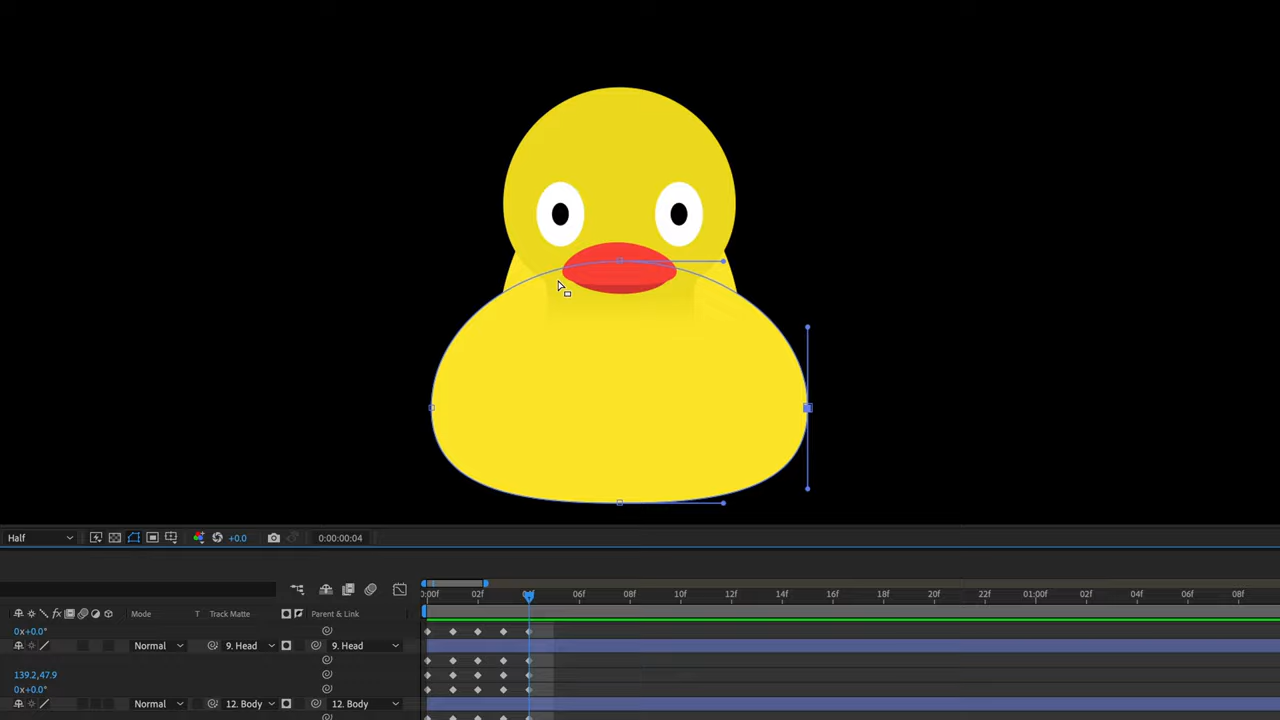 Half +0.0 0:00:00:04
0:00f 02f 04f 06f 08f 10f 12f 14f 16f 18f 20f 22f 01:00f 02f 04f 06f 08f
fx Mode T Track Matte Parent & Link
0x+0.0°
Normal 9. Head 9. Head
139.2,47.9
0x+0.0°
Normal 12. Body 12. Body